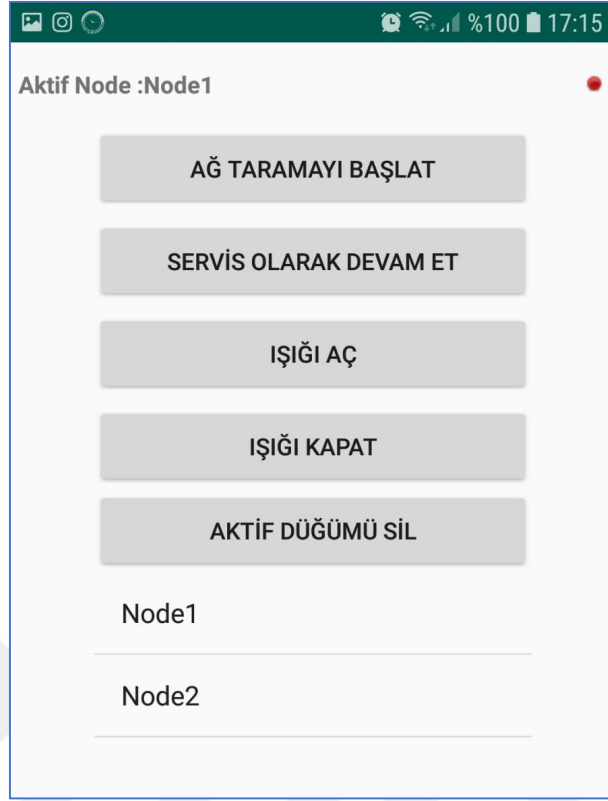 %100 17:15
Aktif Node :Node1
AĞ TARAMAYI BAŞLAT
SERVİS OLARAK DEVAM ET
IŞIĞI AÇ
IŞIĞI KAPAT
AKTİF DÜĞÜMÜ SİL
Node1
Node2